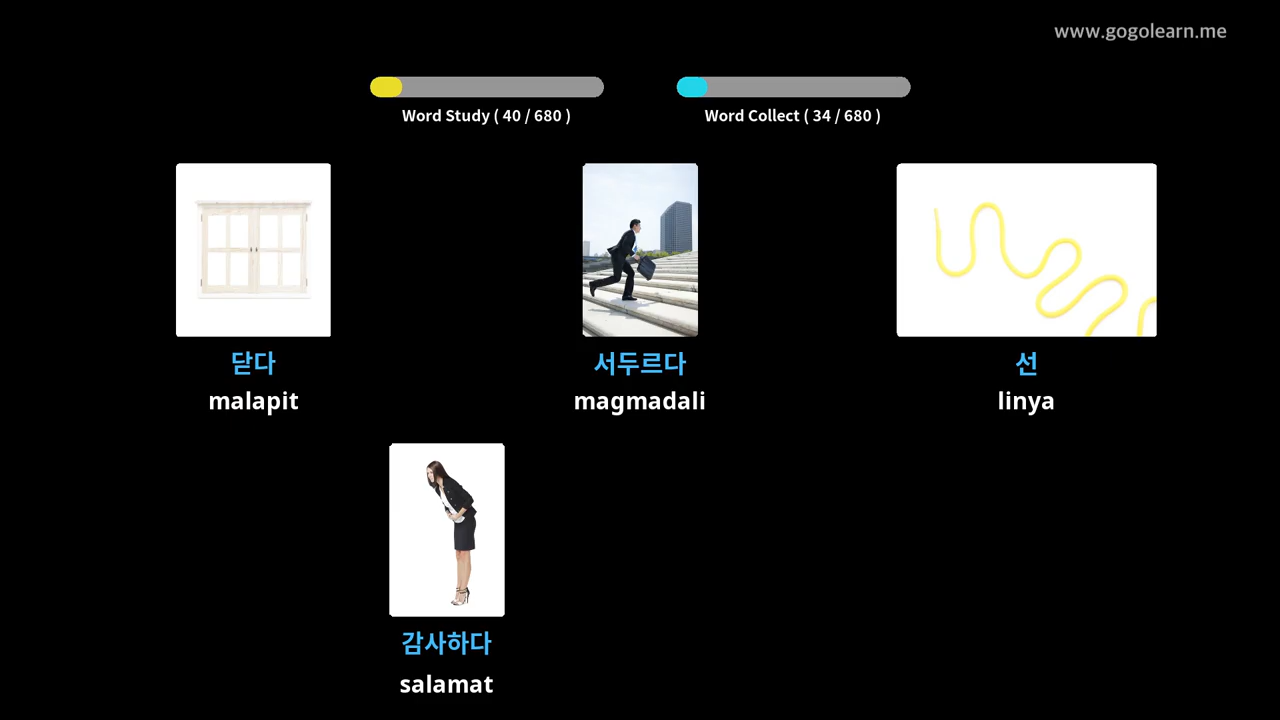 www.gogolearn.me
Word Study ( 40 / 680 )
Word Collect ( 34 / 680 )
닫다
malapit
서두르다
magmadali
선
linya
감사하다
salamat